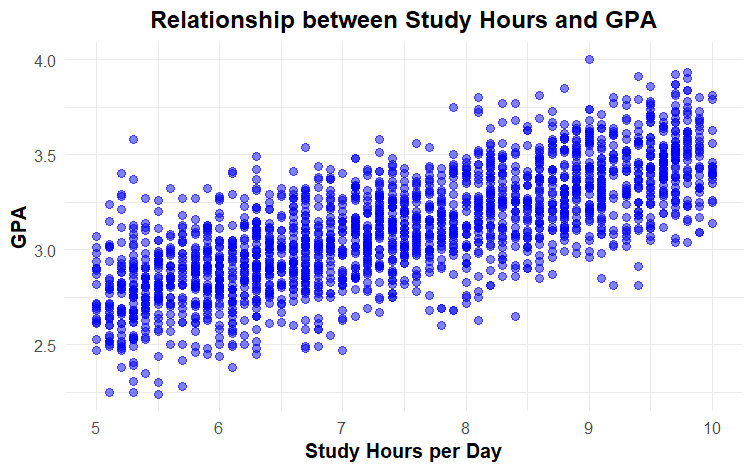 Relationship between Study Hours and GPA
4.0
3.5
3.0
2.5
GPA
5 6 7 8 9 10
Study Hours per Day